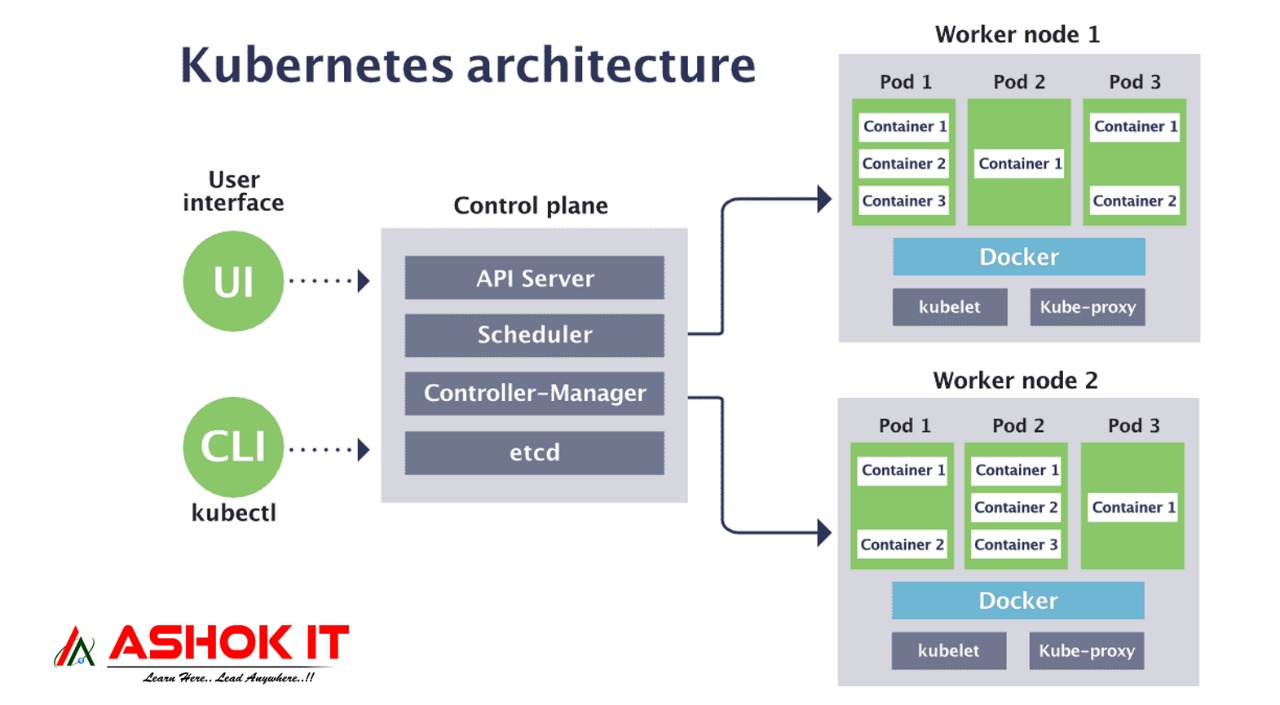 Kubernetes architecture
User
interface
UI
CLI
kubectl
Control plane
API Server
Scheduler
Controller-Manager
etcd
Worker node 1
Pod 1 Pod 2 Pod 3
Container 1
Container 2
Container 3
Container 1
Container 1
Container 2
Docker
kubelet Kube-proxy
Worker node 2
Pod 1 Pod 2 Pod 3
Container 1
Container 2
Container 1
Container 2
Container 3
Container 1
Docker
kubelet Kube-proxy
ASHOK IT
Learn Here.. Lead Anywhere..!!